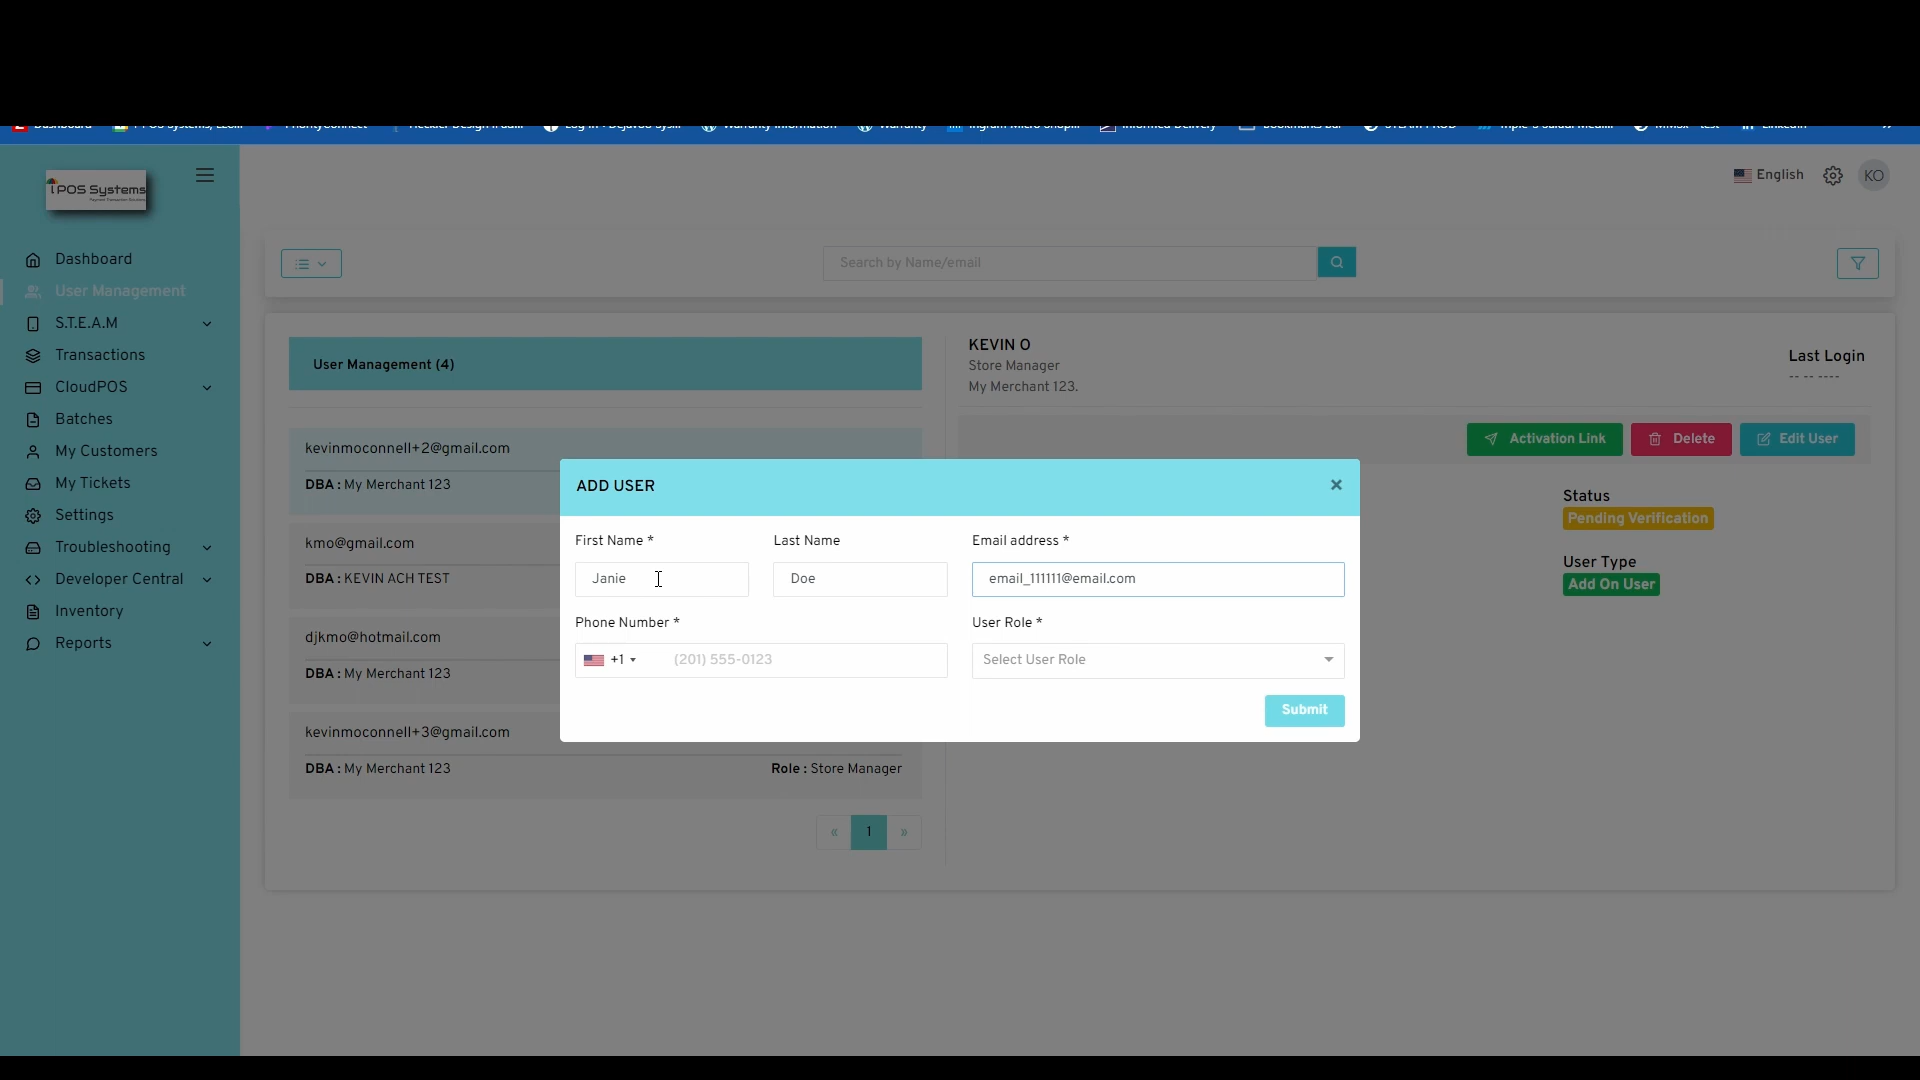 English
KO
POS Systems
Dashboard
User Management
S.T.E.A.M
Transactions
CloudPOS
Batches
My Customers
My Tickets
Settings
Troubleshooting
Developer Central
Inventory
Reports
Search by Name/email
User Management (4)
kevinmoconnell+2@gmail.com
DBA : My Merchant 123
kmo@gmail.com
DBA : KEVIN ACH TEST
djkmo@hotmail.com
DBA : My Merchant 123
kevinmoconnell+3@gmail.com
DBA : My Merchant 123 Role : Store Manager
« 1 »
KEVIN O
Store Manager
My Merchant 123.
Last Login
-- -- ----
Activation Link Delete Edit User
Status
Pending Verification
User Type
Add On User
ADD USER ×
First Name * Last Name Email address *
Janie Doe email_111111@email.com
Phone Number * User Role *
+1 (201) 555-0123 Select User Role
Submit